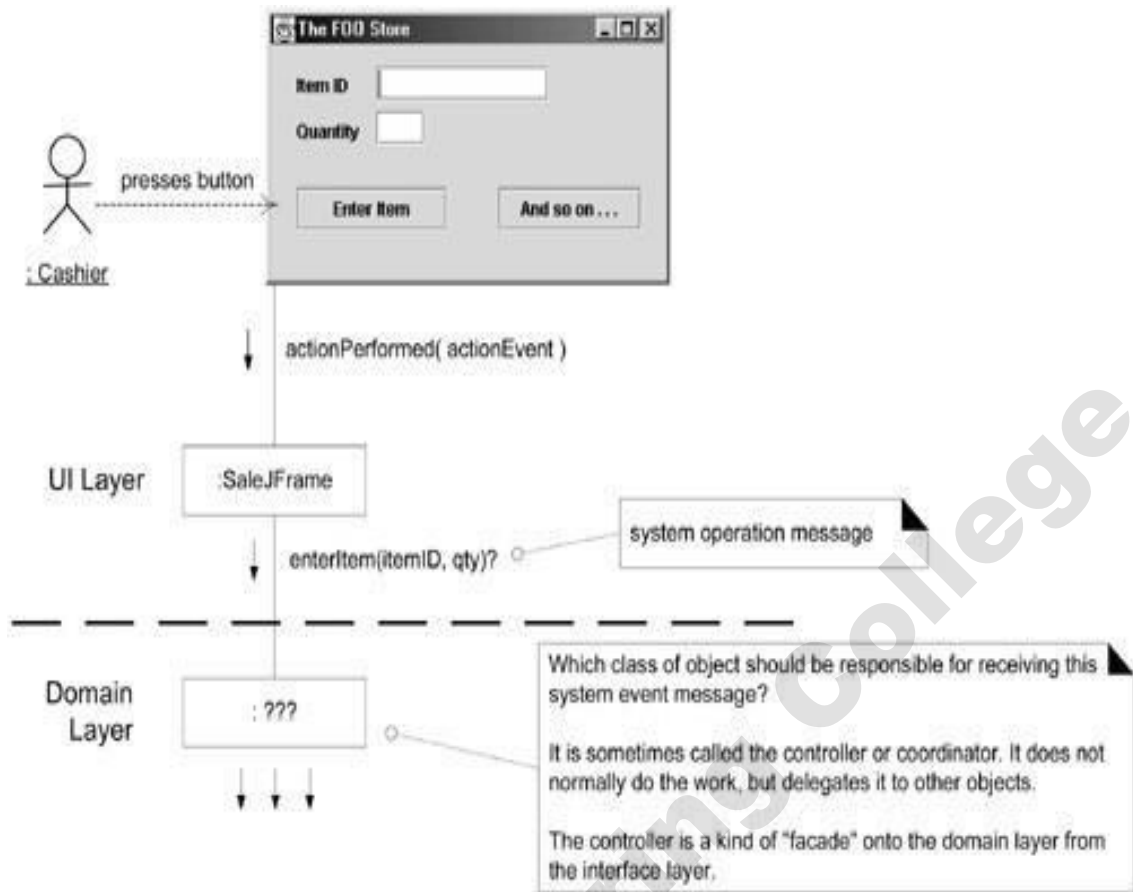 The FOO Store
Item ID
Quantity
Enter Item
And so on . . .
presses button
: Cashier
actionPerformed( actionEvent )
UI Layer
:SaleJFrame
system operation message
enterItem(itemID, qty)?
Domain
Layer
: ???
Which class of object should be responsible for receiving this
system event message?
It is sometimes called the controller or coordinator. It does not
normally do the work, but delegates it to other objects.
The controller is a kind of "facade" onto the domain layer from
the interface layer.
College